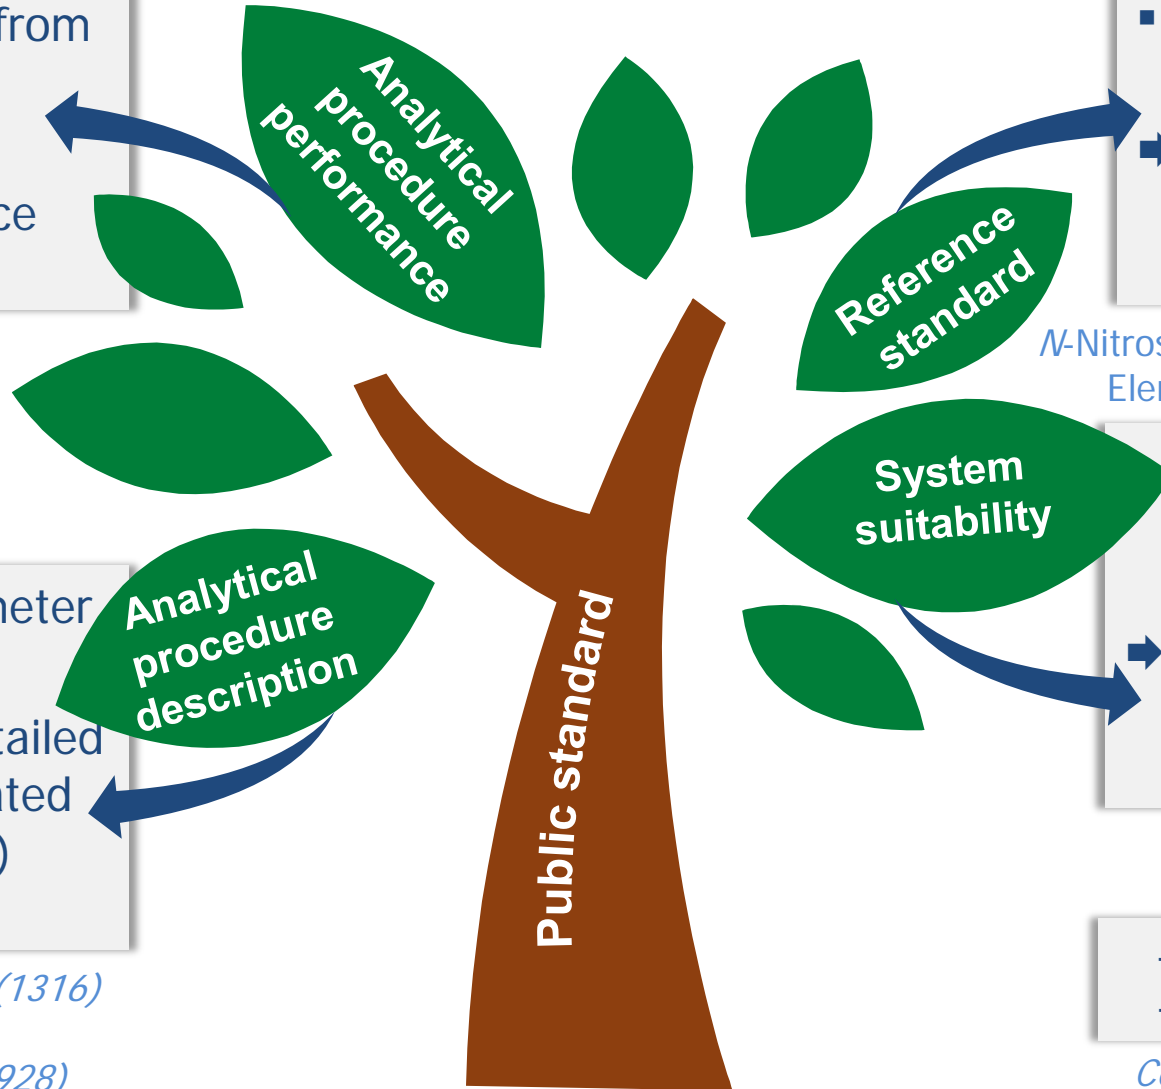 from
ce
Analytical
procedure
performance
Reference
standard
N-Nitros
Eler
System
suitability
Analytical
procedure
description
neter
tailed
ated
)
Public standard
(1316)
928)